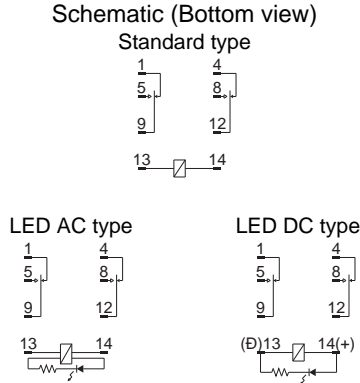 Schematic (Bottom view)
Standard type
1 4
5 8
9 12
13 14
LED AC type LED DC type
1 4 1 4
5 8 5 8
9 12 9 12
13 14 (Ð)13 14(+)